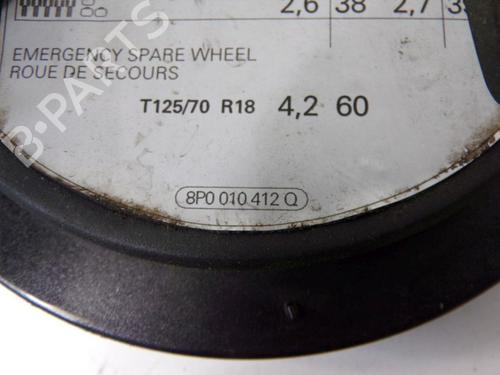 2,6 38 2,7
EMERGENCY SPARE WHEEL
ROUE DE SECOURS
T125/70 R18 4,2 60
8P0 010 412 Q
B-PARTS